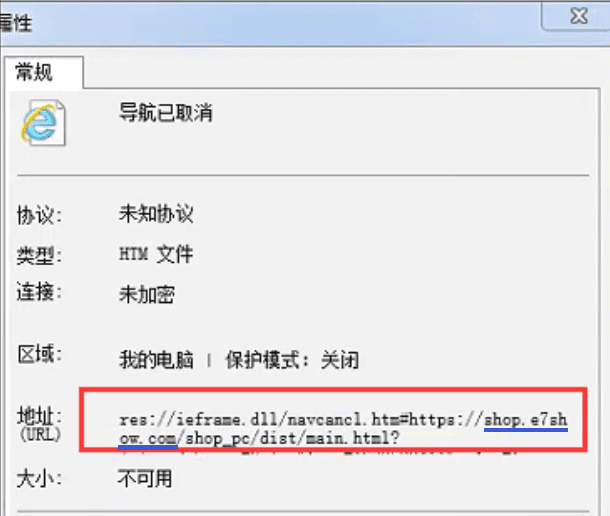 属性
常规
导航已取消
协议: 未知协议
类型: HTM 文件
连接: 未加密
区域: 我的电脑 | 保护模式: 关闭
地址: res://ieframe.dll/navcancl.htm#https://shop.e7sh
(URL) ow.com/shop_pc/dist/main.html?
大小: 不可用